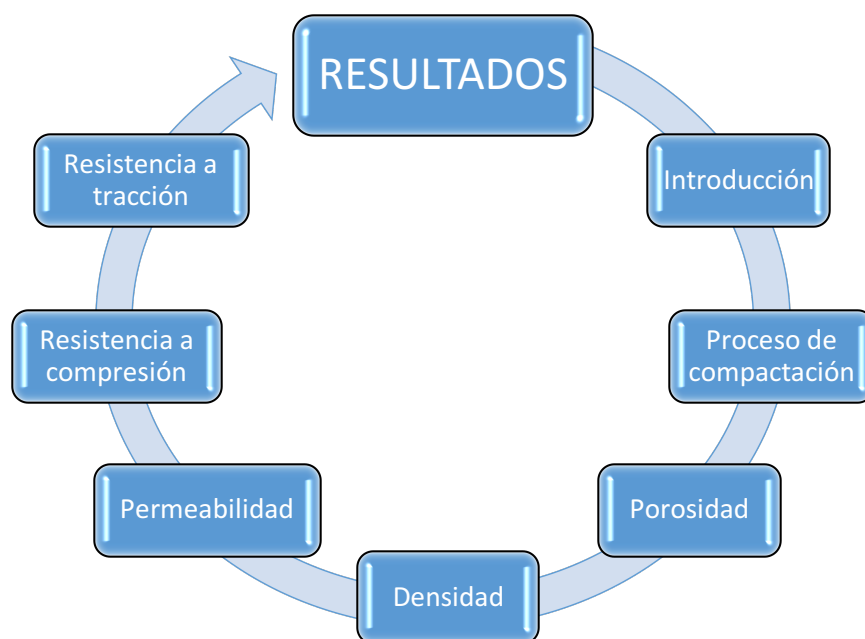 RESULTADOS
Introducción
Proceso de
compactación
Porosidad
Densidad
Permeabilidad
Resistencia a
compresión
Resistencia a
tracción